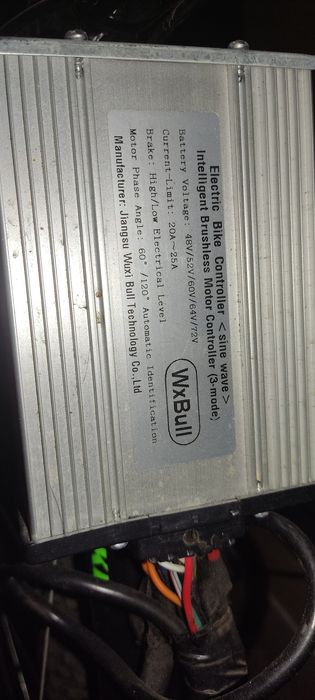 Electric Bike Controller < sine wave >
Intelligent Brushless Motor Controller (3-mode)
Battery Voltage: 48V/52V/60V/64V/72V
Current-Limit: 20A～25A
Brake: High/Low Electrical Level
Motor Phase Angle: 60° /120° Automatic Identification
Manufacturer: Jiangsu Wuxi Bull Technology Co.,Ltd
WxBull